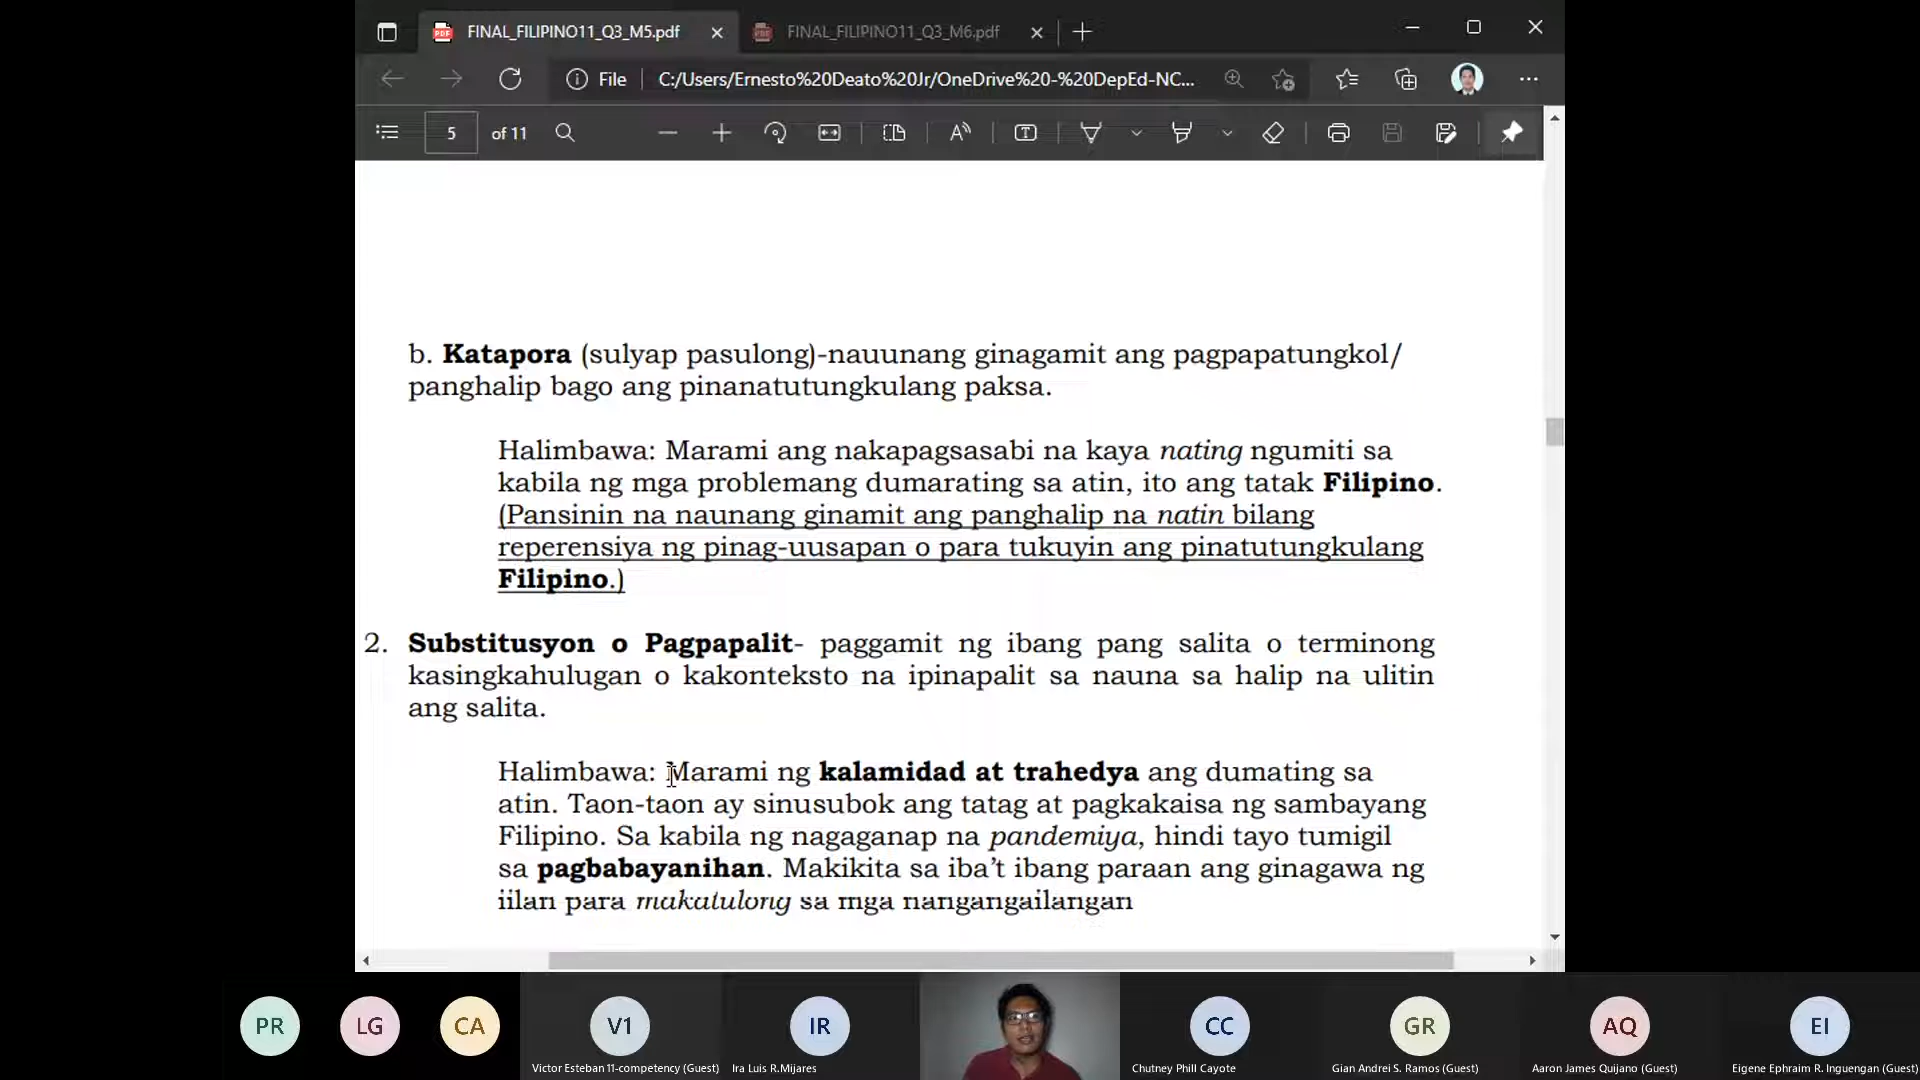 FINAL_FILIPINO11_Q3_M5.pdf
FINAL_FILIPINO11_Q3_M6.pdf
File
C:/Users/Ernesto%20Deato%20Jr/OneDrive%20-%20DepEd-NC...
5 of 11
b. Katapora (sulyap pasulong)-nauunang ginagamit ang pagpapatungkol/
panghalip bago ang pinanatutungkulang paksa.
Halimbawa: Marami ang nakapagsasabi na kaya nating ngumiti sa
kabila ng mga problemang dumarating sa atin, ito ang tatak Filipino.
(Pansinin na naunang ginamit ang panghalip na natin bilang
reperensiya ng pinag-uusapan o para tukuyin ang pinatutungkulang
Filipino.)
2. Substitusyon o Pagpapalit- paggamit ng ibang pang salita o terminong
kasingkahulugan o kakonteksto na ipinapalit sa nauna sa halip na ulitin
ang salita.
Halimbawa: Marami ng kalamidad at trahedya ang dumating sa
atin. Taon-taon ay sinusubok ang tatag at pagkakaisa ng sambayang
Filipino. Sa kabila ng nagaganap na pandemiya, hindi tayo tumigil
sa pagbabayanihan. Makikita sa iba't ibang paraan ang ginagawa ng
iilan para makatulong sa mga nangangailangan
PR
LG
CA
V1
IR
CC
GR
AQ
EI
Victor Esteban 11-competency (Guest)
Ira Luis R.Mijares
Chutney Phill Cayote
Gian Andrei S. Ramos (Guest)
Aaron James Quijano (Guest)
Eigene Ephraim R. Inguengan (Guest)